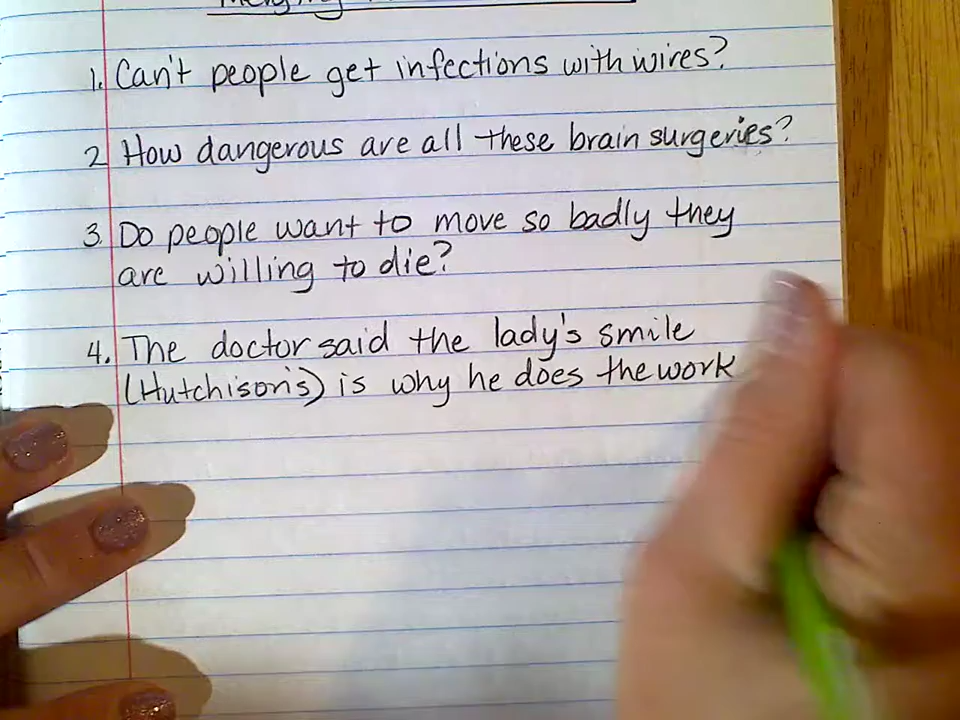 Merging
1. Can't people get infections with wires?
2 How dangerous are all these brain surgeries?
3. Do people want to move so badly they
are willing to die?
4. The doctor said the lady's smile
(Hutchison's) is why he does the work